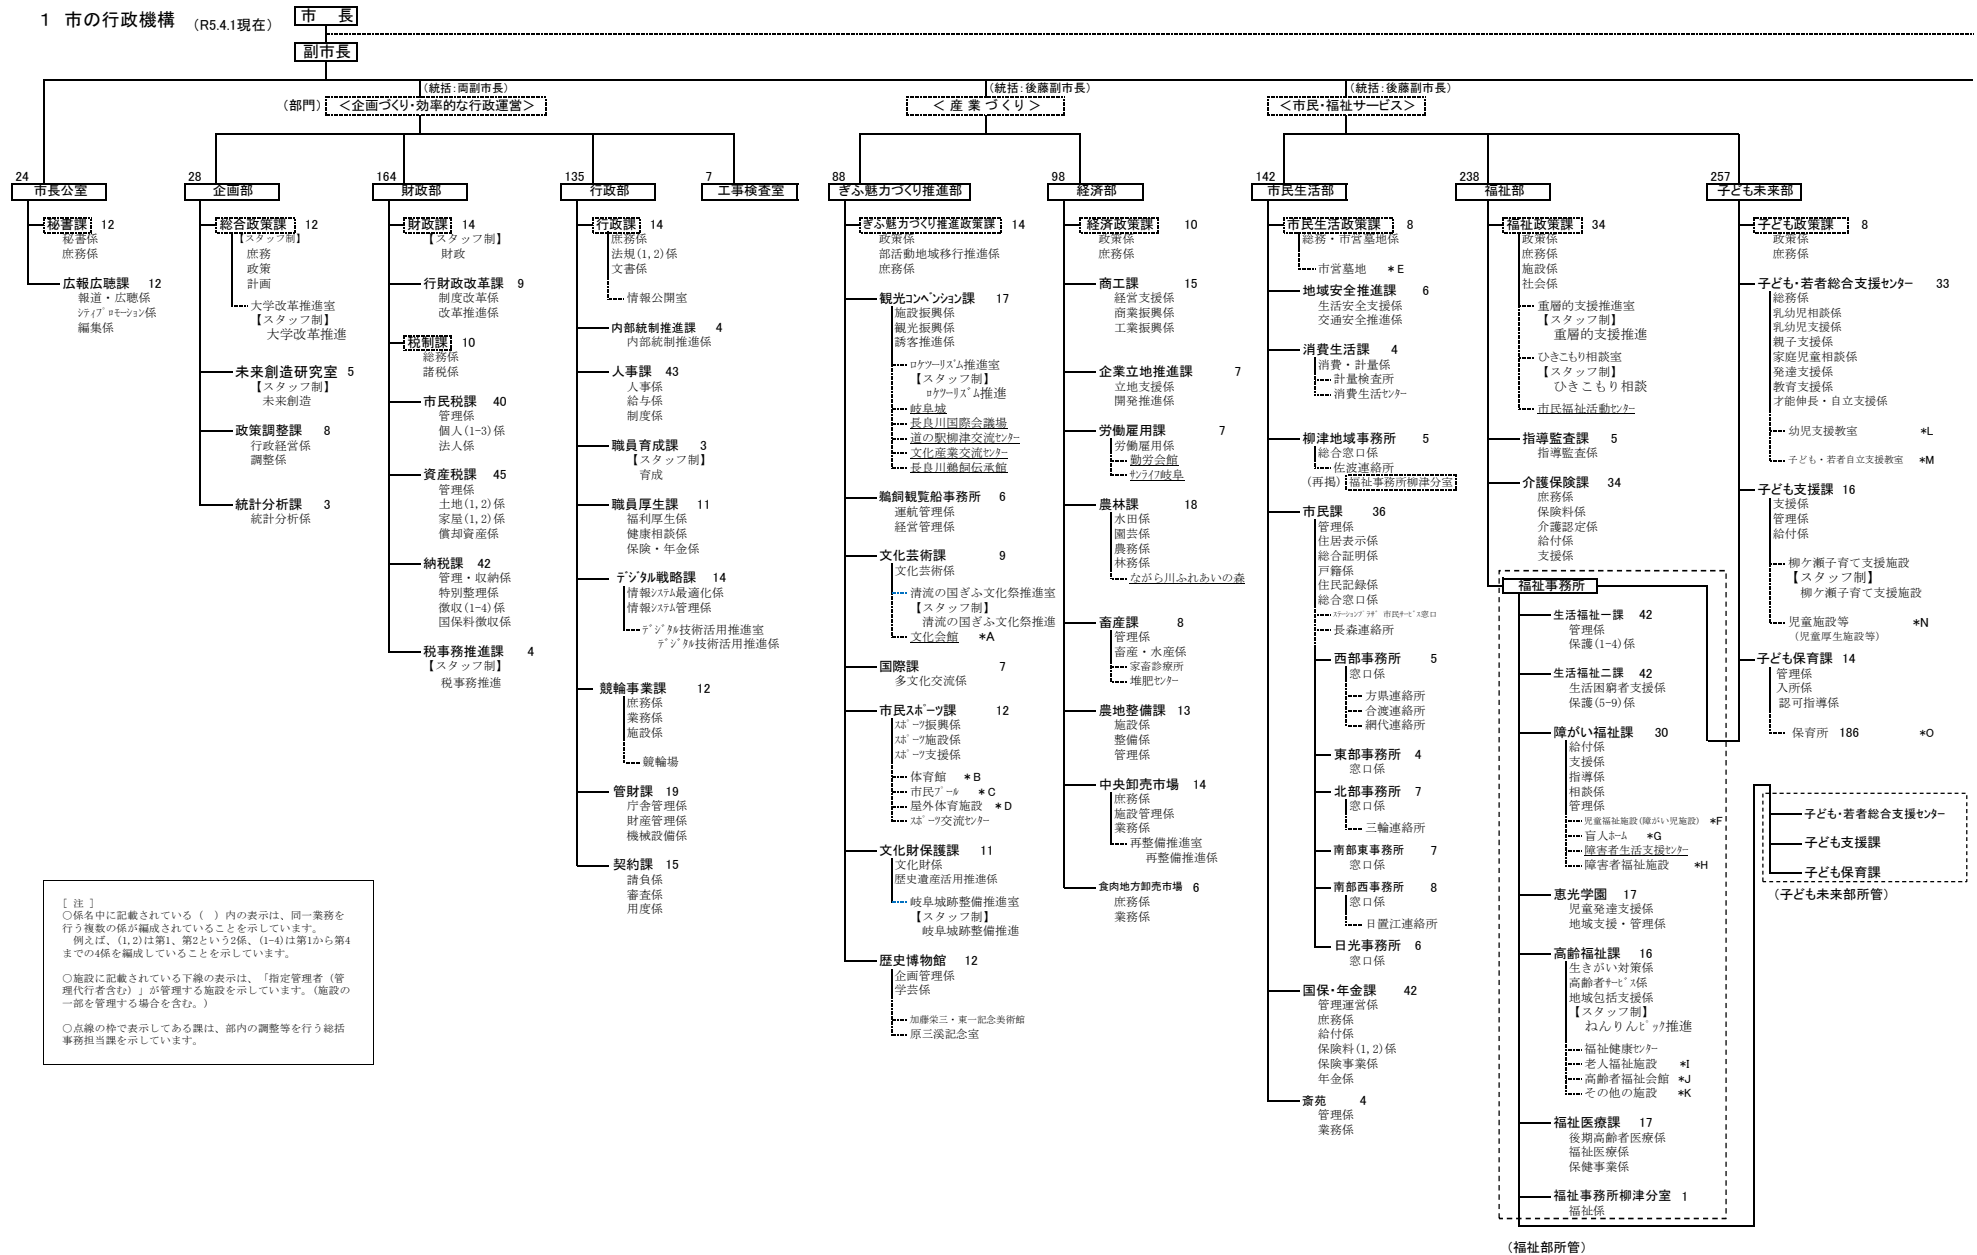 1 市の行政機構 (R5.4.1現在)
市 長
副市長
(部門)
(統括:両副市長)
<企画づくり・効率的な行政運営>
(統括:後藤副市長)
<産業づくり>
(統括:後藤副市長)
<市民・福祉サービス>
24
市長公室
秘書課 12
秘書係
庶務係
広報広聴課 12
報道・広聴係
シティプロモーション係
編集係
28
企画部
総合政策課 12
【スタッフ制】
庶務
政策
計画
大学改革推進室
【スタッフ制】
大学改革推進
未来創造研究室 5
【スタッフ制】
未来創造
政策調整課 8
行政経営係
調整係
統計分析課 3
統計分析係
164
財政部
財政課 14
【スタッフ制】
財政
行財政改革課 9
制度改革係
改革推進係
税制課 10
総務係
諸税係
市民税課 40
管理係
個人(1-3)係
法人係
資産税課 45
管理係
土地(1,2)係
家屋(1,2)係
償却資産係
納税課 42
管理・収納係
特別整理係
徴収(1-4)係
国保料徴収係
税事務推進課 4
【スタッフ制】
税事務推進
135
行政部
行政課 14
庶務係
法規(1,2)係
文書係
情報公開室
内部統制推進課 4
内部統制推進係
人事課 43
人事係
給与係
制度係
職員育成課 3
【スタッフ制】
育成
職員厚生課 11
福利厚生係
健康相談係
保険・年金係
デジタル戦略課 14
情報システム最適化係
情報システム管理係
デジタル技術活用推進室
デジタル技術活用推進係
競輪事業課 12
庶務係
業務係
施設係
競輪場
管財課 19
庁舎管理係
財産管理係
機械設備係
契約課 15
請負係
審査係
用度係
7
工事検査室
88
ぎふ魅力づくり推進部
ぎふ魅力づくり推進政策課 14
政策係
部活動地域移行推進係
庶務係
観光コンベンション課 17
施設振興係
観光振興係
誘客推進係
ロケツーリズム推進室
【スタッフ制】
ロケツーリズム推進
岐阜城
長良川国際会議場
道の駅柳津交流センター
文化産業交流センター
長良川鵜飼伝承館
鵜飼観覧船事務所 6
運航管理係
経営管理係
文化芸術課 9
文化芸術係
清流の国ぎふ文化祭推進室
【スタッフ制】
清流の国ぎふ文化祭推進
文化会館 *A
国際課 7
多文化交流係
市民スポーツ課 12
スポーツ振興係
スポーツ施設係
スポーツ支援係
体育館 *B
市民プール *C
屋外体育施設 *D
スポーツ交流センター
文化財保護課 11
文化財係
歴史遺産活用推進係
岐阜城跡整備推進室
【スタッフ制】
岐阜城跡整備推進
歴史博物館 12
企画管理係
学芸係
加藤栄三・東一記念美術館
原三溪記念室
98
経済部
経済政策課 10
政策係
庶務係
商工課 15
経営支援係
商業振興係
工業振興係
企業立地推進課 7
立地支援係
開発推進係
労働雇用課 7
労働雇用係
勤労会館
サンライフ岐阜
農林課 18
水田係
園芸係
農務係
林務係
ながら川ふれあいの森
畜産課 8
管理係
畜産・水産係
家畜診療所
堆肥センター
農地整備課 13
施設係
整備係
管理係
中央卸売市場 14
庶務係
施設管理係
業務係
再整備推進室
再整備推進係
食肉地方卸売市場 6
庶務係
業務係
142
市民生活部
市民生活政策課 8
総務・市営墓地係
市営墓地 *E
地域安全推進課 6
生活安全支援係
交通安全推進係
消費生活課 4
消費・計量係
計量検査所
消費生活センター
柳津地域事務所 5
総合窓口係
佐波連絡所
(再掲) 福祉事務所柳津分室
市民課 36
管理係
住居表示係
総合証明係
戸籍係
住民記録係
総合窓口係
ステーションプラザ 市民サービス窓口
長森連絡所
西部事務所 5
窓口係
方県連絡所
合渡連絡所
網代連絡所
東部事務所 4
窓口係
北部事務所 7
窓口係
三輪連絡所
南部東事務所 7
窓口係
南部西事務所 8
窓口係
日置江連絡所
日光事務所 6
窓口係
国保・年金課 42
管理運営係
庶務係
給付係
保険料(1,2)係
保険事業係
年金係
斎苑 4
管理係
業務係
238
福祉部
福祉政策課 34
政策係
庶務係
施設係
社会係
重層的支援推進室
【スタッフ制】
重層的支援推進
ひきこもり相談室
【スタッフ制】
ひきこもり相談
市民福祉活動センター
指導監査課 5
指導監査係
介護保険課 34
庶務係
保険料係
介護認定係
給付係
支援係
福祉事務所
生活福祉一課 42
管理係
保護(1-4)係
生活福祉二課 42
生活困窮者支援係
保護(5-9)係
障がい福祉課 30
給付係
支援係
指導係
相談係
管理係
児童福祉施設(障がい児施設) *F
盲人ホーム *G
障害者生活支援センター
障害者福祉施設 *H
恵光学園 17
児童発達支援係
地域支援・管理係
高齢福祉課 16
生きがい対策係
高齢者サービス係
地域包括支援係
【スタッフ制】
ねんりんピック推進
福祉健康センター
老人福祉施設 *I
高齢者福祉会館 *J
その他の施設 *K
福祉医療課 17
後期高齢者医療係
福祉医療係
保健事業係
福祉事務所柳津分室 1
福祉係
(福祉部所管)
257
子ども未来部
子ども政策課 8
政策係
庶務係
子ども・若者総合支援センター 33
総務係
乳幼児相談係
乳幼児支援係
親子支援係
家庭児童相談係
発達支援係
教育支援係
才能伸長・自立支援係
幼児支援教室 *L
子ども・若者自立支援教室 *M
子ども支援課 16
支援係
管理係
給付係
柳ケ瀬子育て支援施設
【スタッフ制】
柳ケ瀬子育て支援施設
児童施設等 *N
(児童厚生施設等)
子ども保育課 14
管理係
入所係
認可指導係
保育所 186 *O
子ども・若者総合支援センター
子ども支援課
子ども保育課
(子ども未来部所管)
[ 注 ]
○係名中に記載されている( )内の表示は、同一業務を
行う複数の係が編成されていることを示しています。
例えば、(1,2)は第1、第2という2係、(1-4)は第1から第4
までの4係を編成していることを示しています。
○施設に記載されている下線の表示は、「指定管理者(管
理代行者含む)」が管理する施設を示しています。(施設の
一部を管理する場合を含む。)
○点線の枠で表示してある課は、部内の調整等を行う総括
事務担当課を示しています。